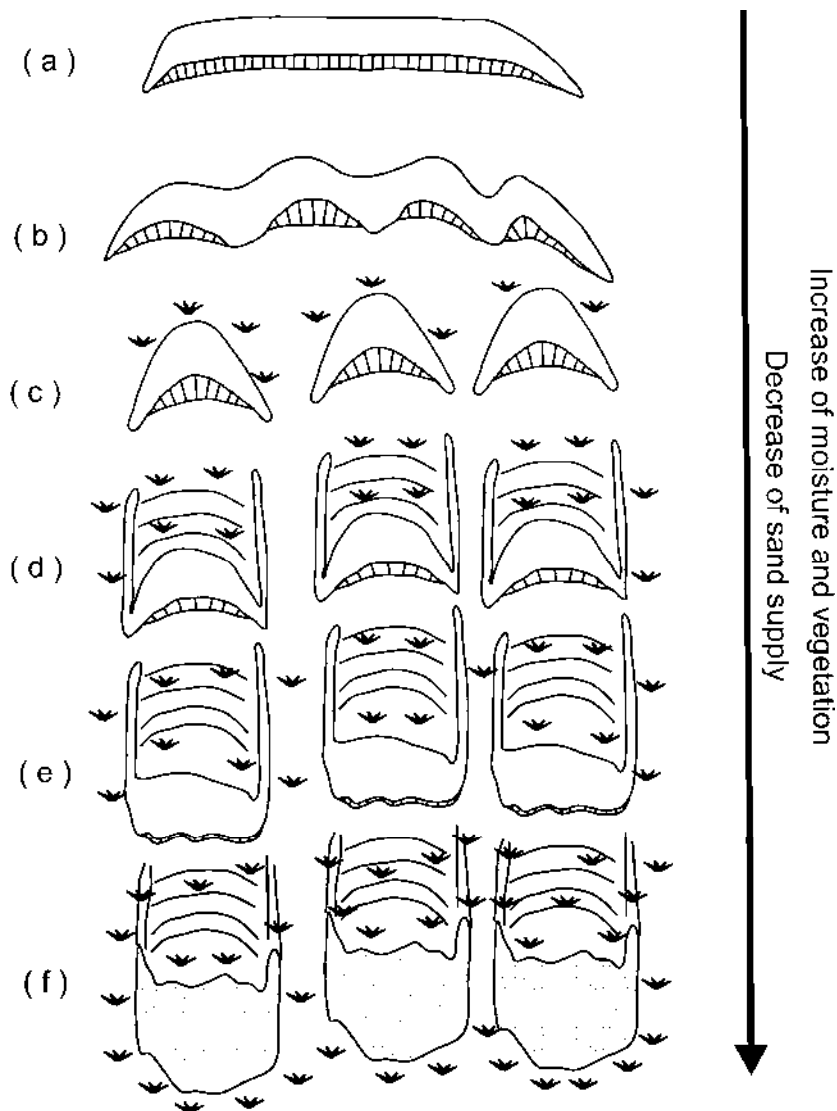 ( a )
( b )
( c )
( d )
( e )
( f )
Increase of moisture and vegetation
Decrease of sand supply